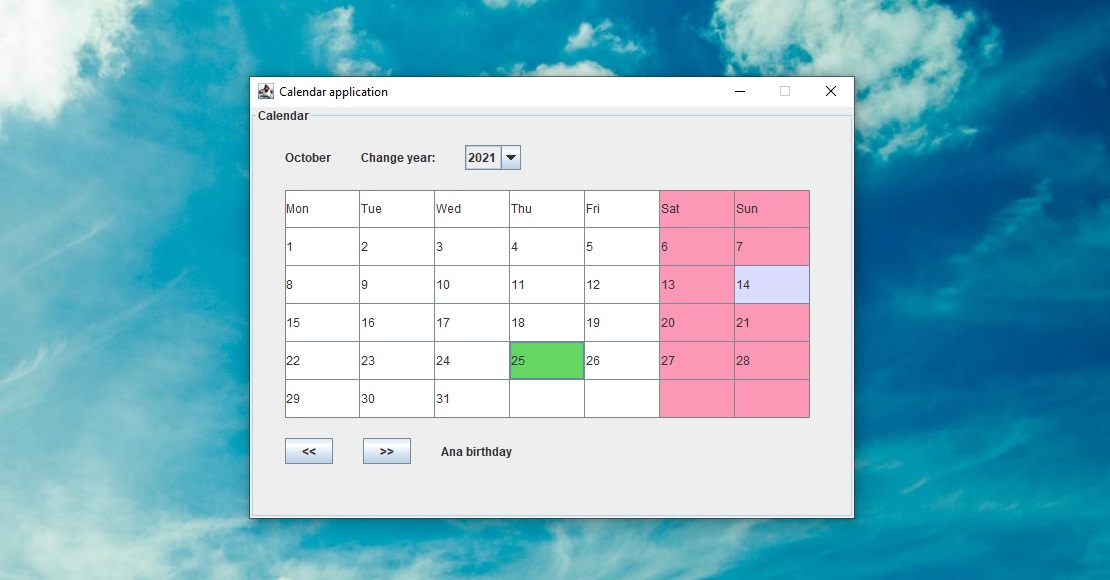 Calendar application
Calendar
October Change year: 2021
Mon Tue Wed Thu Fri Sat Sun
1 2 3 4 5 6 7
8 9 10 11 12 13 14
15 16 17 18 19 20 21
22 23 24 25 26 27 28
29 30 31
<< >> Ana birthday